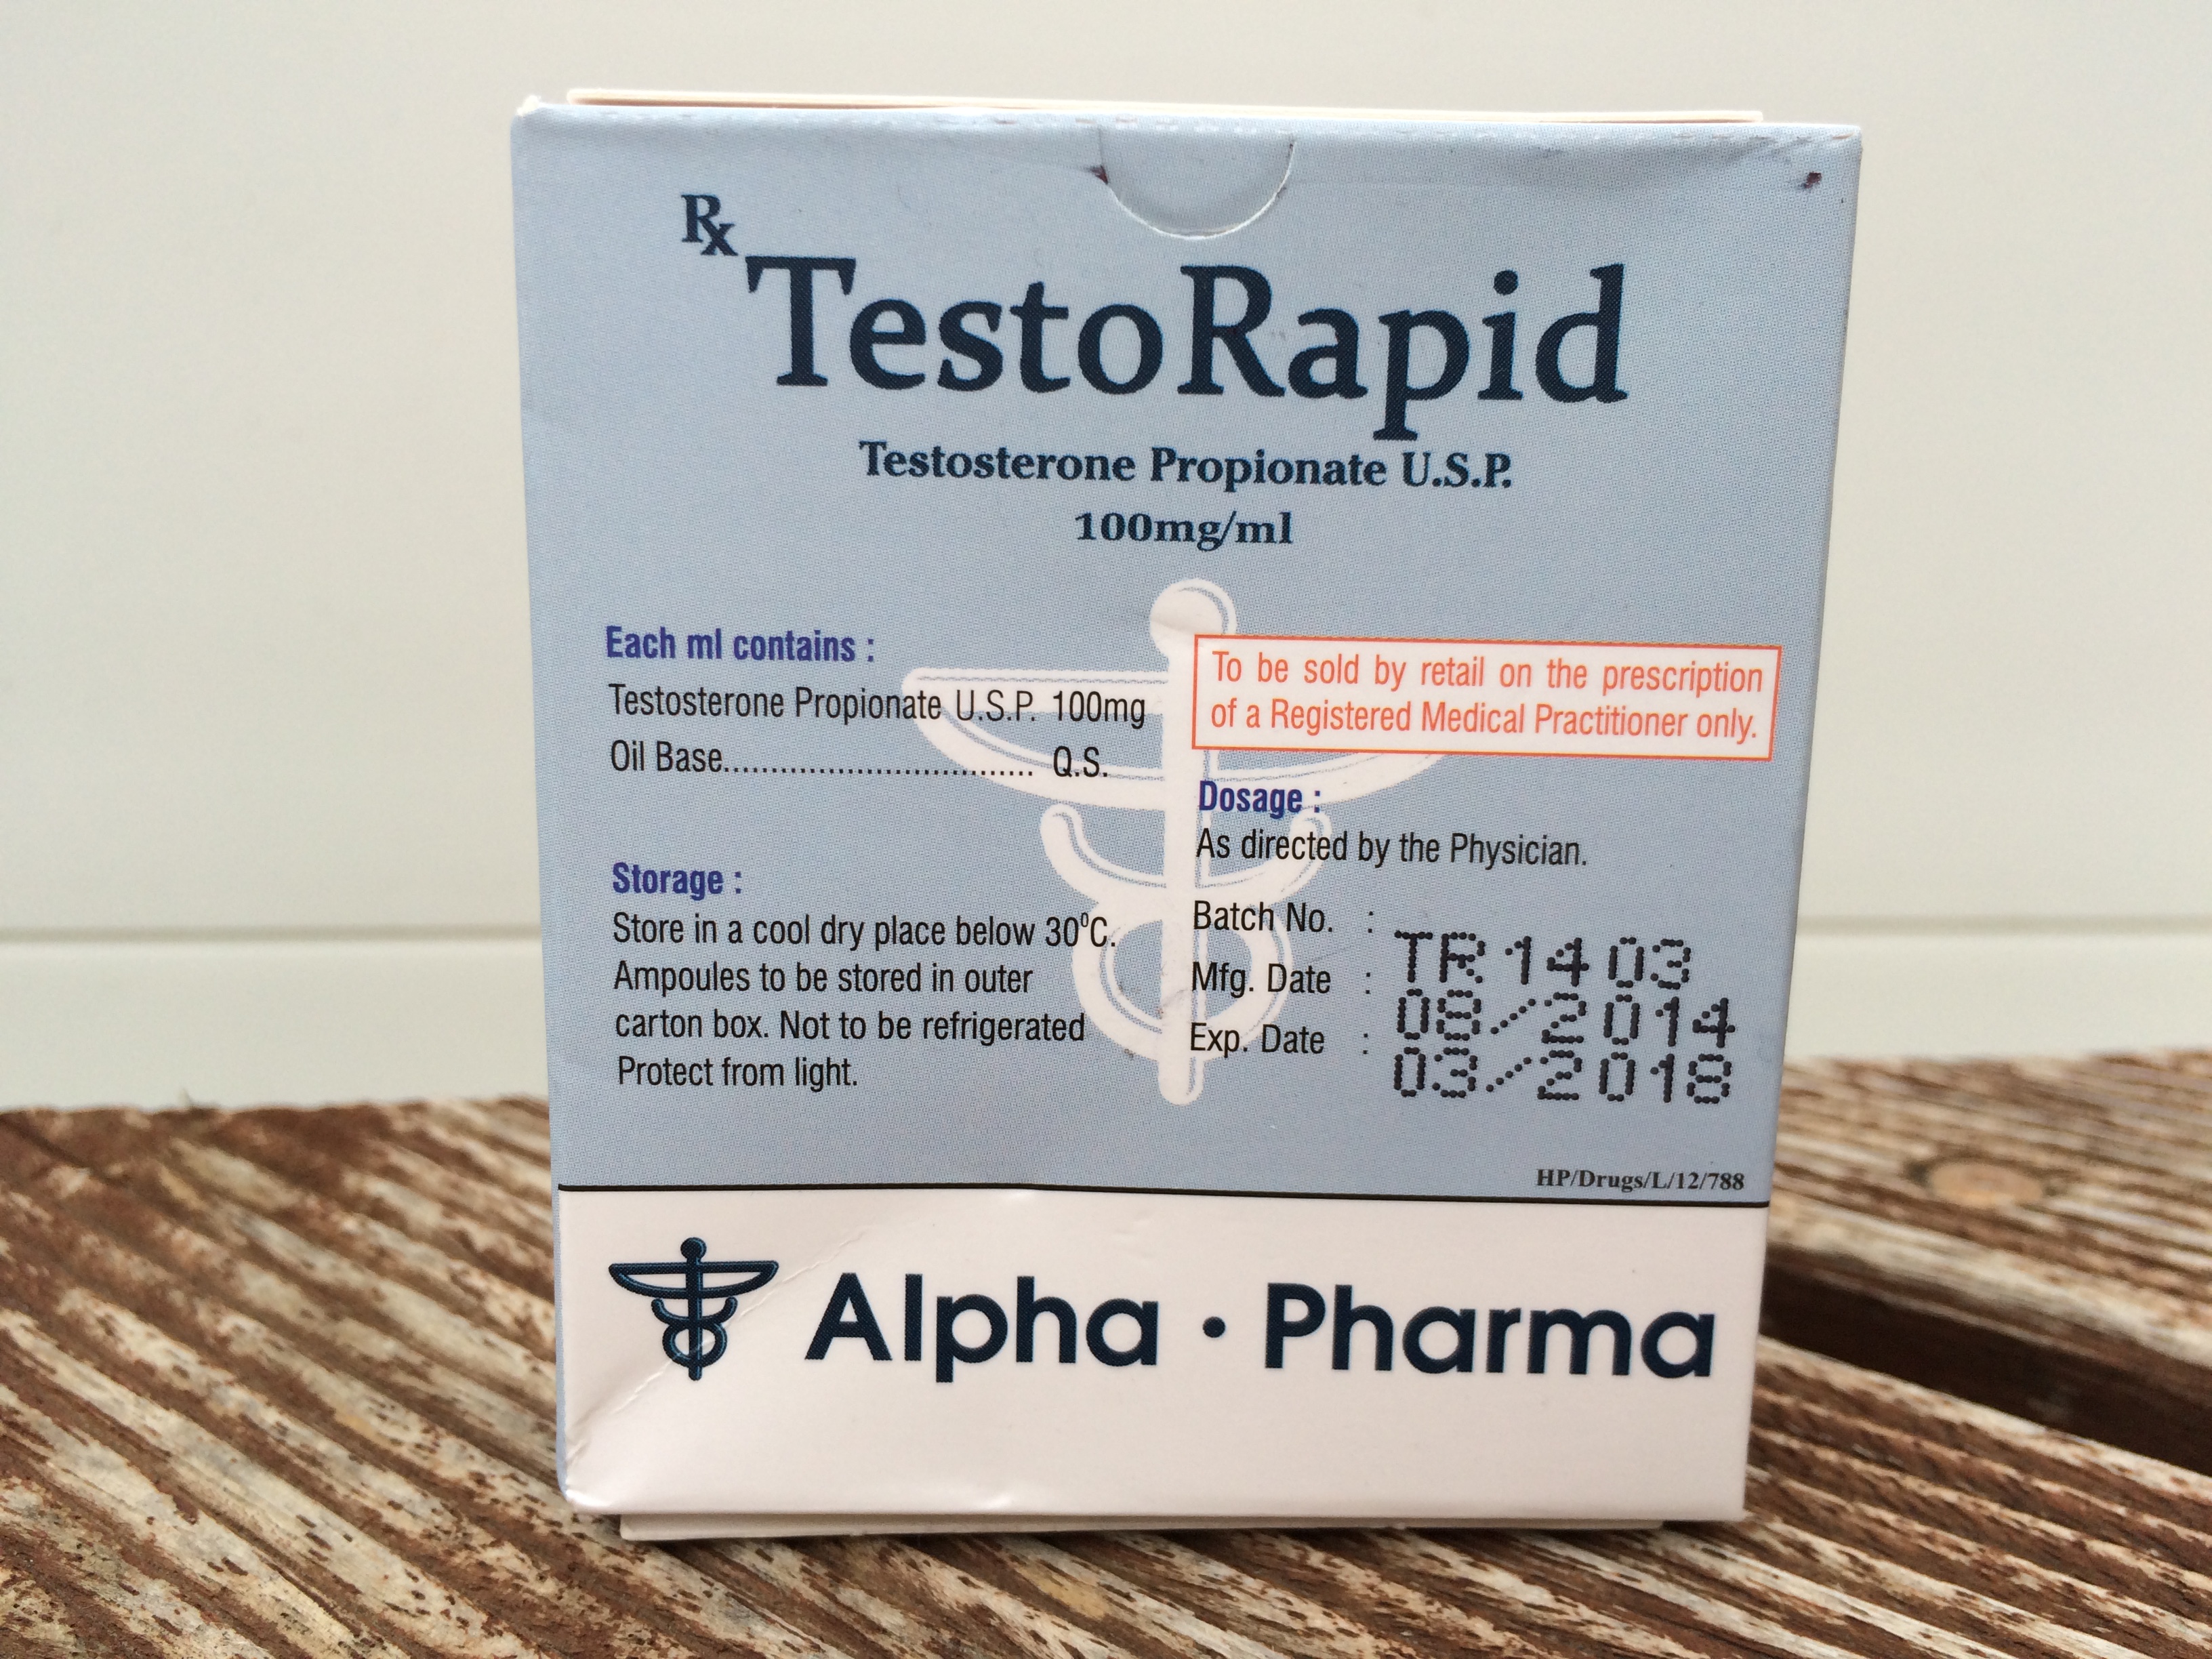 Rx
TestoRapid
Testosterone Propionate U.S.P.
100mg/ml
Each ml contains :
Testosterone Propionate U.S.P. 100mg
Oil Base................................. Q.S.
Storage :
Store in a cool dry place below 30⁰C.
Ampoules to be stored in outer
carton box. Not to be refrigerated
Protect from light.
To be sold by retail on the prescription
of a Registered Medical Practitioner only.
Dosage :
As directed by the Physician.
Batch No. : TR1403
Mfg. Date : 08/2014
Exp. Date : 03/2018
HP/Drugs/L/12/788
Alpha · Pharma